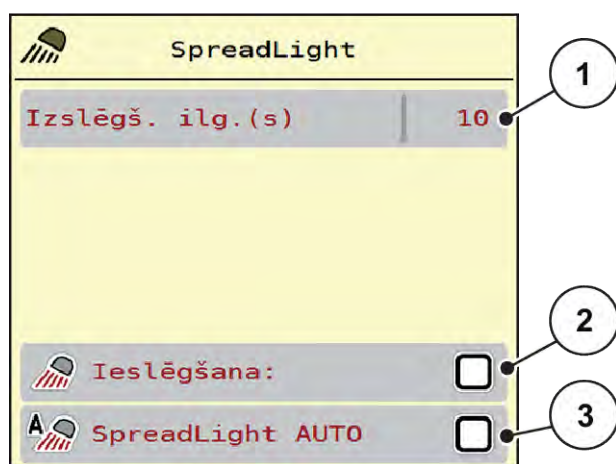 SpreadLight
1
Izslēgš. ilg.(s) 10
2
Ieslēgšana:
3
A SpreadLight AUTO